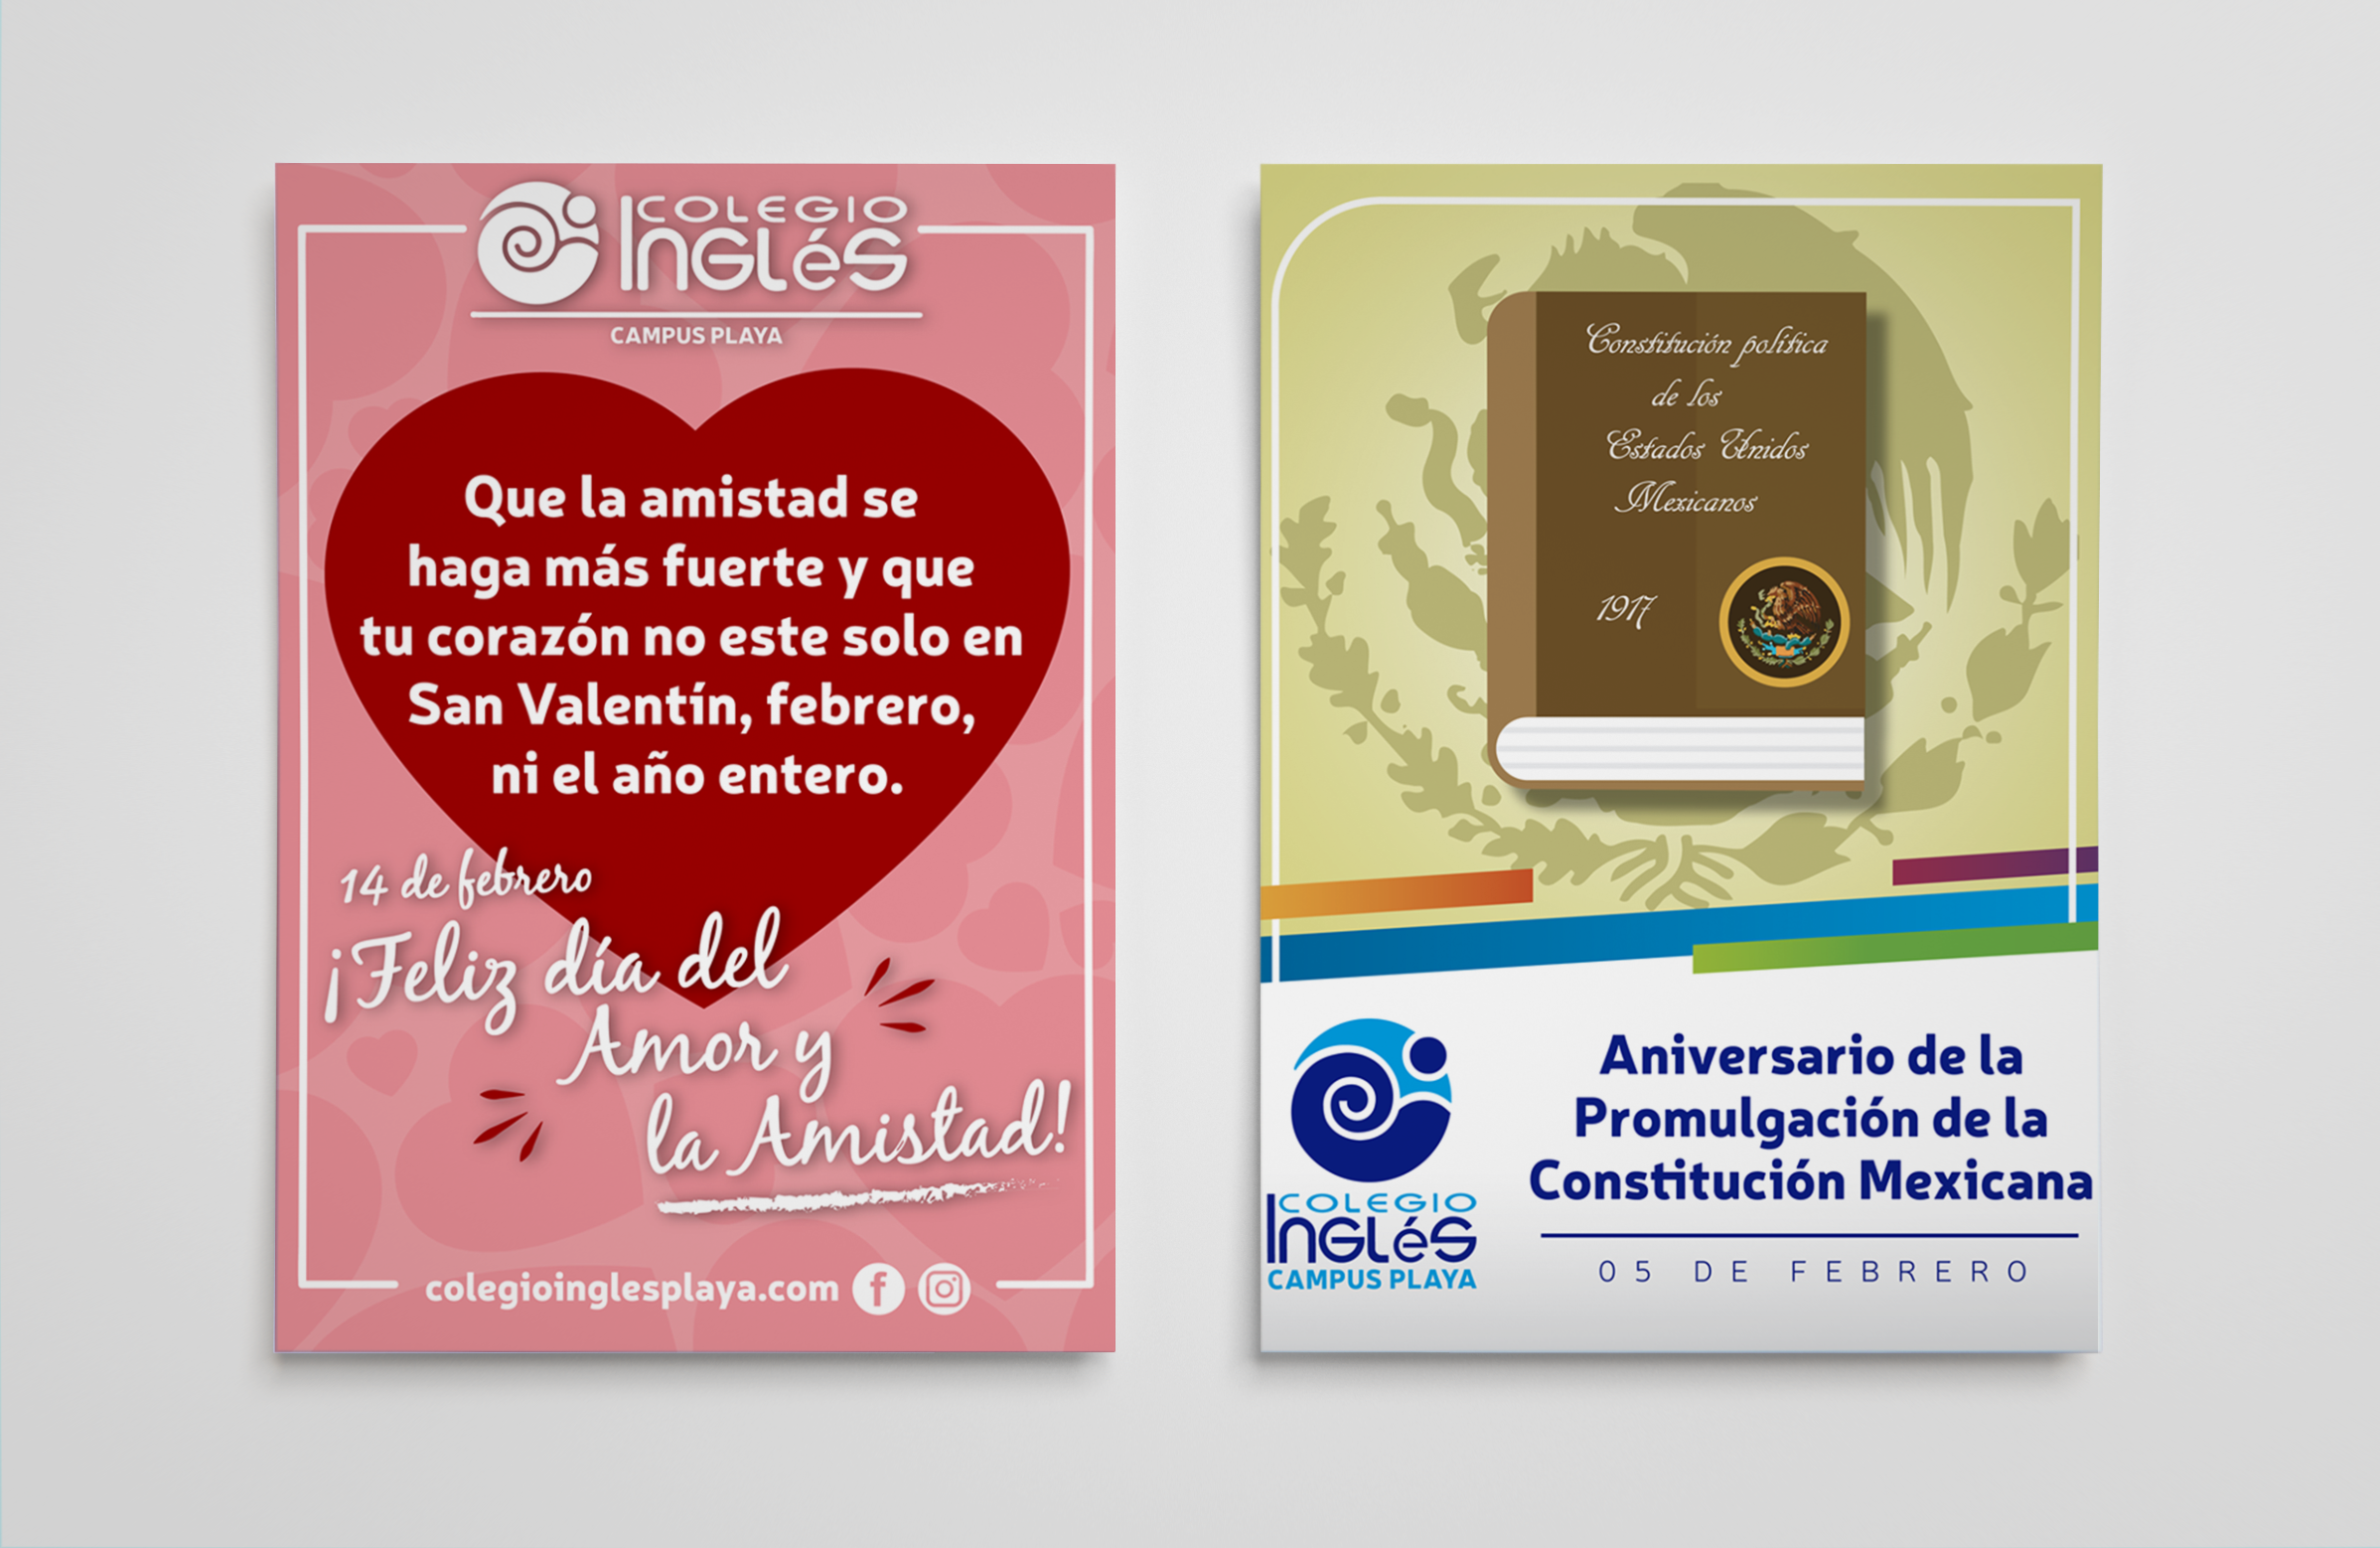 COLEGIO
INGLÉS
CAMPUS PLAYA
Que la amistad se
haga más fuerte y que
tu corazón no este solo en
San Valentín, febrero,
ni el año entero.
14 de febrero
¡Feliz día del
Amor y
la Amistad!
colegioinglesplaya.com
Constitución política
de los
Estados Unidos
Mexicanos
1917
Aniversario de la
Promulgación de la
Constitución Mexicana
05 DE FEBRERO
COLEGIO
INGLÉS
CAMPUS PLAYA